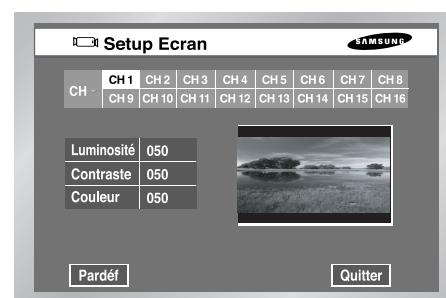 Setup Ecran
SAMSUNG
CH
CH 1 CH 2 CH 3 CH 4 CH 5 CH 6 CH 7 CH 8
CH 9 CH 10 CH 11 CH 12 CH 13 CH 14 CH 15 CH 16
Luminosité 050
Contraste 050
Couleur 050
Pardéf
Quitter